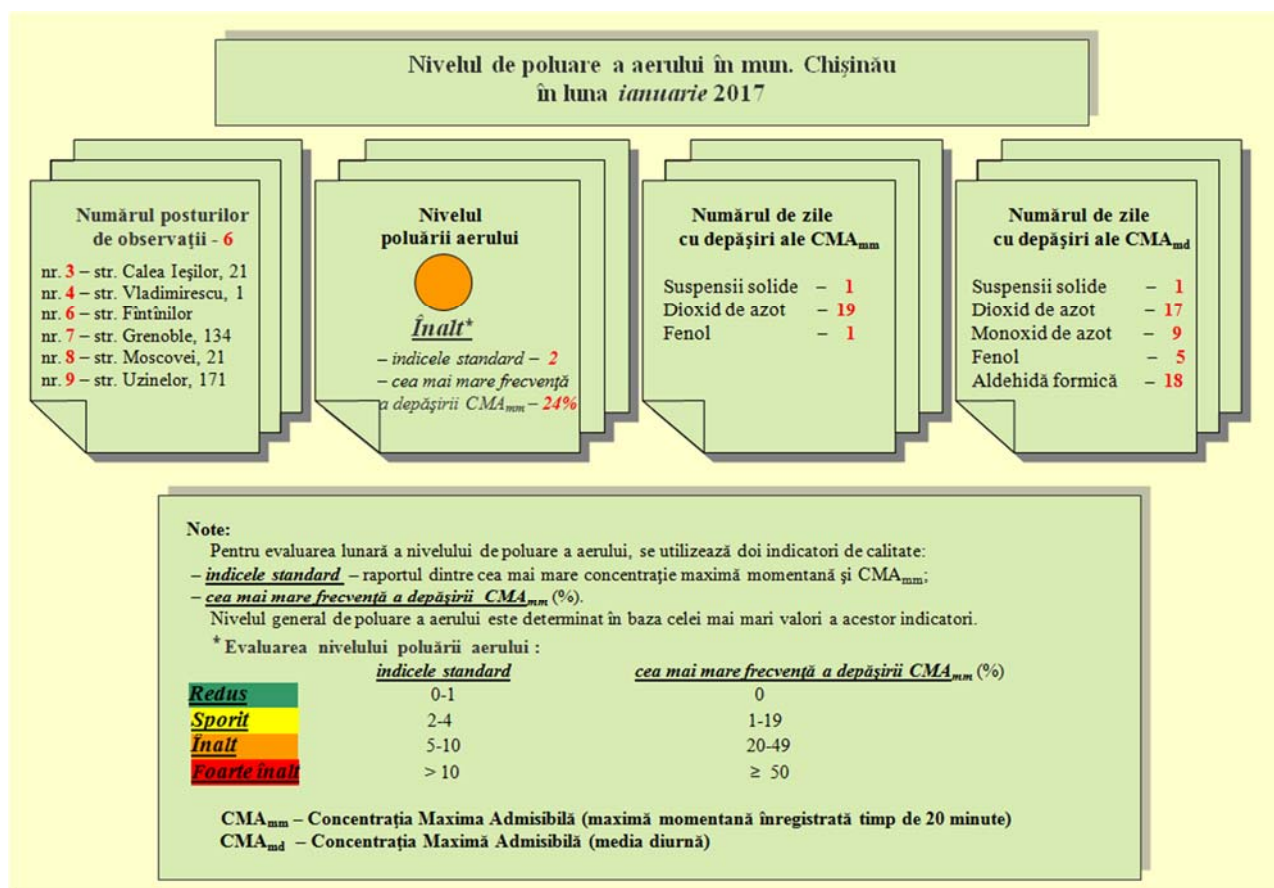 Nivelul de poluare a aerului în mun. Chişinău
în luna ianuarie 2017
Numărul posturilor
de observaţii - 6
nr. 3 – str. Calea Ieşilor, 21
nr. 4 – str. Vladimirescu, 1
nr. 6 – str. Fîntînilor
nr. 7 – str. Grenoble, 134
nr. 8 – str. Moscovei, 21
nr. 9 – str. Uzinelor, 171
Nivelul
poluării aerului
Înalt*
– indicele standard – 2
– cea mai mare frecvenţă
a depăşirii CMAmm – 24%
Numărul de zile
cu depăşiri ale CMAmm
Suspensii solide – 1
Dioxid de azot – 19
Fenol – 1
Numărul de zile
cu depăşiri ale CMAmd
Suspensii solide – 1
Dioxid de azot – 17
Monoxid de azot – 9
Fenol – 5
Aldehidă formică – 18
Note:
Pentru evaluarea lunară a nivelului de poluare a aerului, se utilizează doi indicatori de calitate:
– indicele standard – raportul dintre cea mai mare concentraţie maximă momentană şi CMAmm;
– cea mai mare frecvenţă a depăşirii CMAmm (%).
Nivelul general de poluare a aerului este determinat în baza celei mai mari valori a acestor indicatori.
* Evaluarea nivelului poluării aerului :
indicele standard cea mai mare frecvenţă a depăşirii CMAmm (%)
Redus 0-1 0
Sporit 2-4 1-19
Înalt 5-10 20-49
Foarte înalt > 10 ≥ 50
CMAmm – Concentraţia Maxima Admisibilă (maximă momentană înregistrată timp de 20 minute)
CMAmd – Concentraţia Maximă Admisibilă (media diurnă)